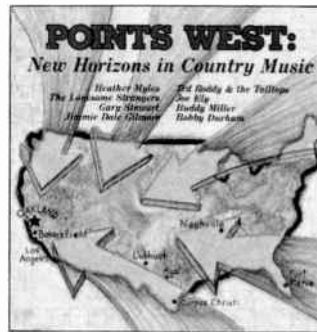 POINTS WEST:
New Horizons in Country Music
Heather Myles
The Lonesome Strangers
Gary Stewart
Jimmie Dale Gilmore
Ted Roddy & the Talltops
Joe Ely
Buddy Miller
Bobby Durham
OAKLAND
Bakersfield
Los Angeles
Nashville
Lubbock
Corpus Christi